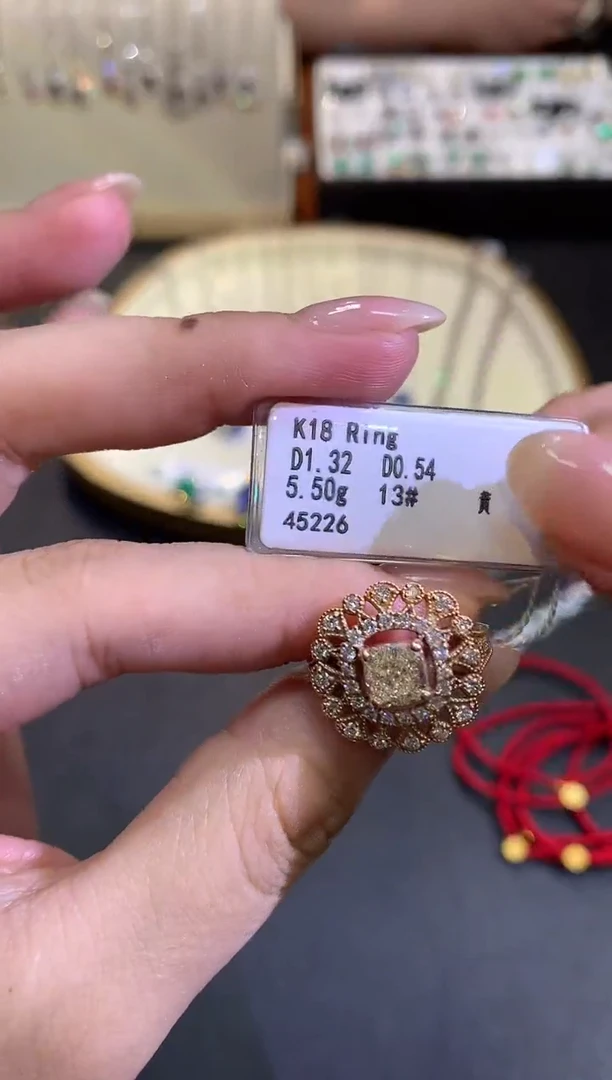 K18 Ring
D1.32 D0.54
5.50g 13# 黄
45226